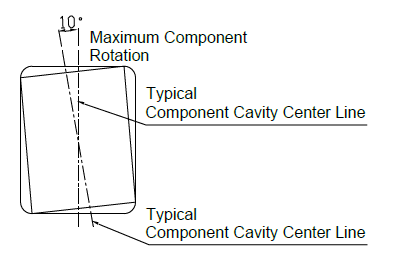 10°
Maximum Component
Rotation
Typical
Component Cavity Center Line
Typical
Component Cavity Center Line